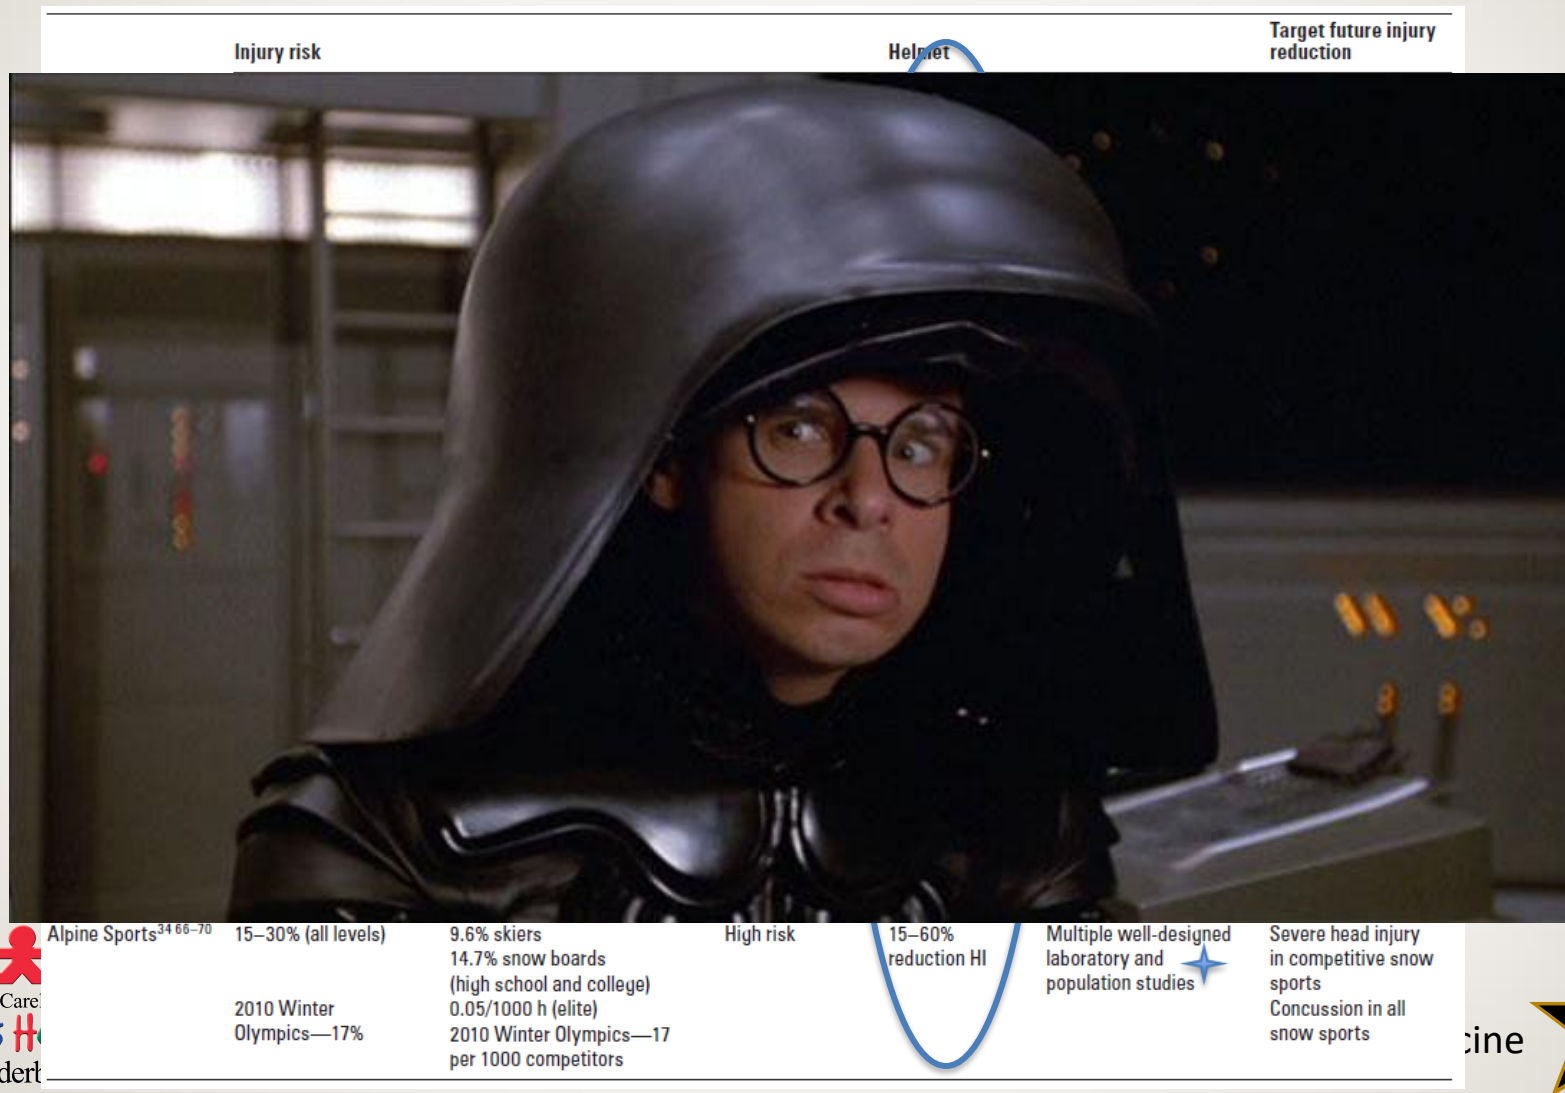 Injury risk
Helmet
Target future injury
reduction
Alpine Sports34 66–70
15–30% (all levels)
2010 Winter
Olympics—17%
9.6% skiers
14.7% snow boards
(high school and college)
0.05/1000 h (elite)
2010 Winter Olympics—17
per 1000 competitors
High risk
15–60%
reduction HI
Multiple well-designed
laboratory and
population studies
Severe head injury
in competitive snow
sports
Concussion in all
snow sports